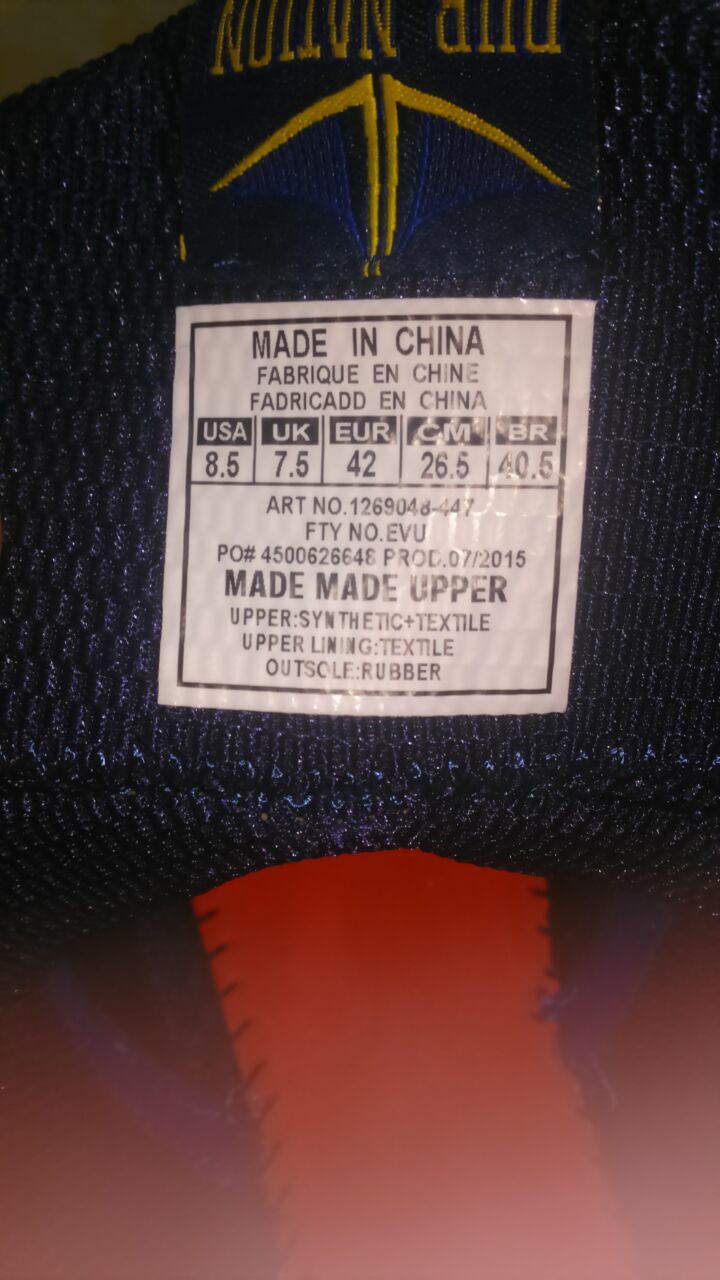 DUB NATION
MADE IN CHINA
FABRIQUE EN CHINE
FADRICADD EN CHINA
USA UK EUR CM BR
8.5 7.5 42 26.5 40.5
ART NO.1269048-447
FTY NO.EVU
PO# 4500626648 PROD.07/2015
MADE MADE UPPER
UPPER:SYNTHETIC+TEXTILE
UPPER LINING:TEXTILE
OUTSOLE:RUBBER